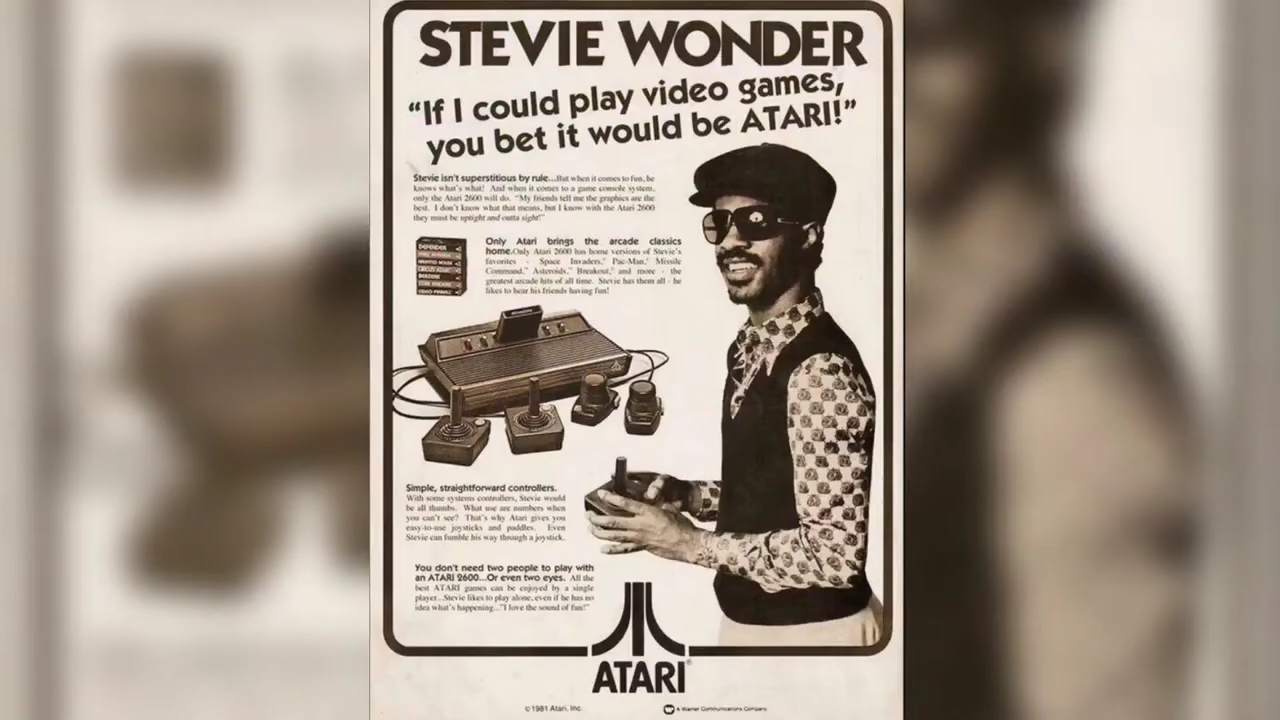 STEVIE WONDER
“If I could play video games,
you bet it would be ATARI!”
Stevie isn't superstitious by rule...But when it comes to fun, he
knows what's what! And when it comes to a game console system,
only the Atari 2600 will do. "My friends tell me the graphics are the
best. I don't know what that means, but I know with the Atari 2600
they must be uptight and outta sight!"
Only Atari brings the arcade classics
home.Only Atari 2600 has home versions of Stevie's
favorites - Space Invaders, Pac-Man, Missile
Command," Asteroids," Breakout, and more - the
greatest arcade hits of all time. Stevie has them all - he
likes to hear his friends having fun!
DEFENDER
HAUNTED HOUSE
CIRCUS ATARI
VIDEO PINBALL
Simple, straightforward controllers.
With some systems controllers, Stevie would
be all thumbs. What use are numbers when
you can't see? That's why Atari gives you
easy-to-use joysticks and paddles. Even
Stevie can fumble his way through a joystick.
You don't need two people to play with
an ATARI 2600...Or even two eyes. All the
best ATARI games can be enjoyed by a single
player...Stevie likes to play alone, even if he has no
idea what's happening..."I love the sound of fun!"
ATARI®
© 1981 Atari, Inc.
A Warner Communications Company